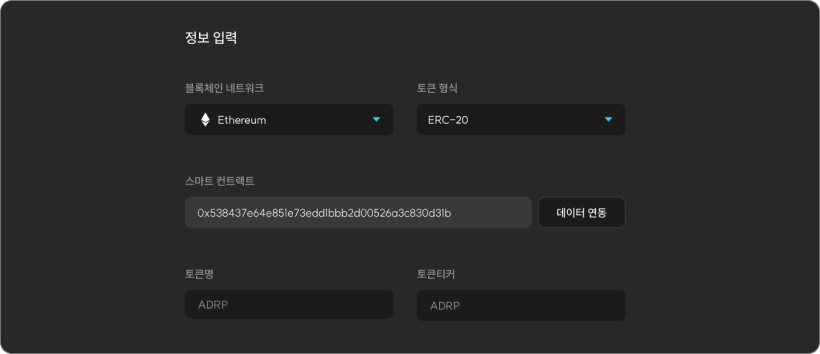 정보 입력
블록체인 네트워크
토큰 형식
Ethereum
ERC-20
스마트 컨트랙트
0x538437e64e851e73edd1bbb2d00526a3c830d31b
데이터 연동
토큰명
토큰티커
ADRP
ADRP